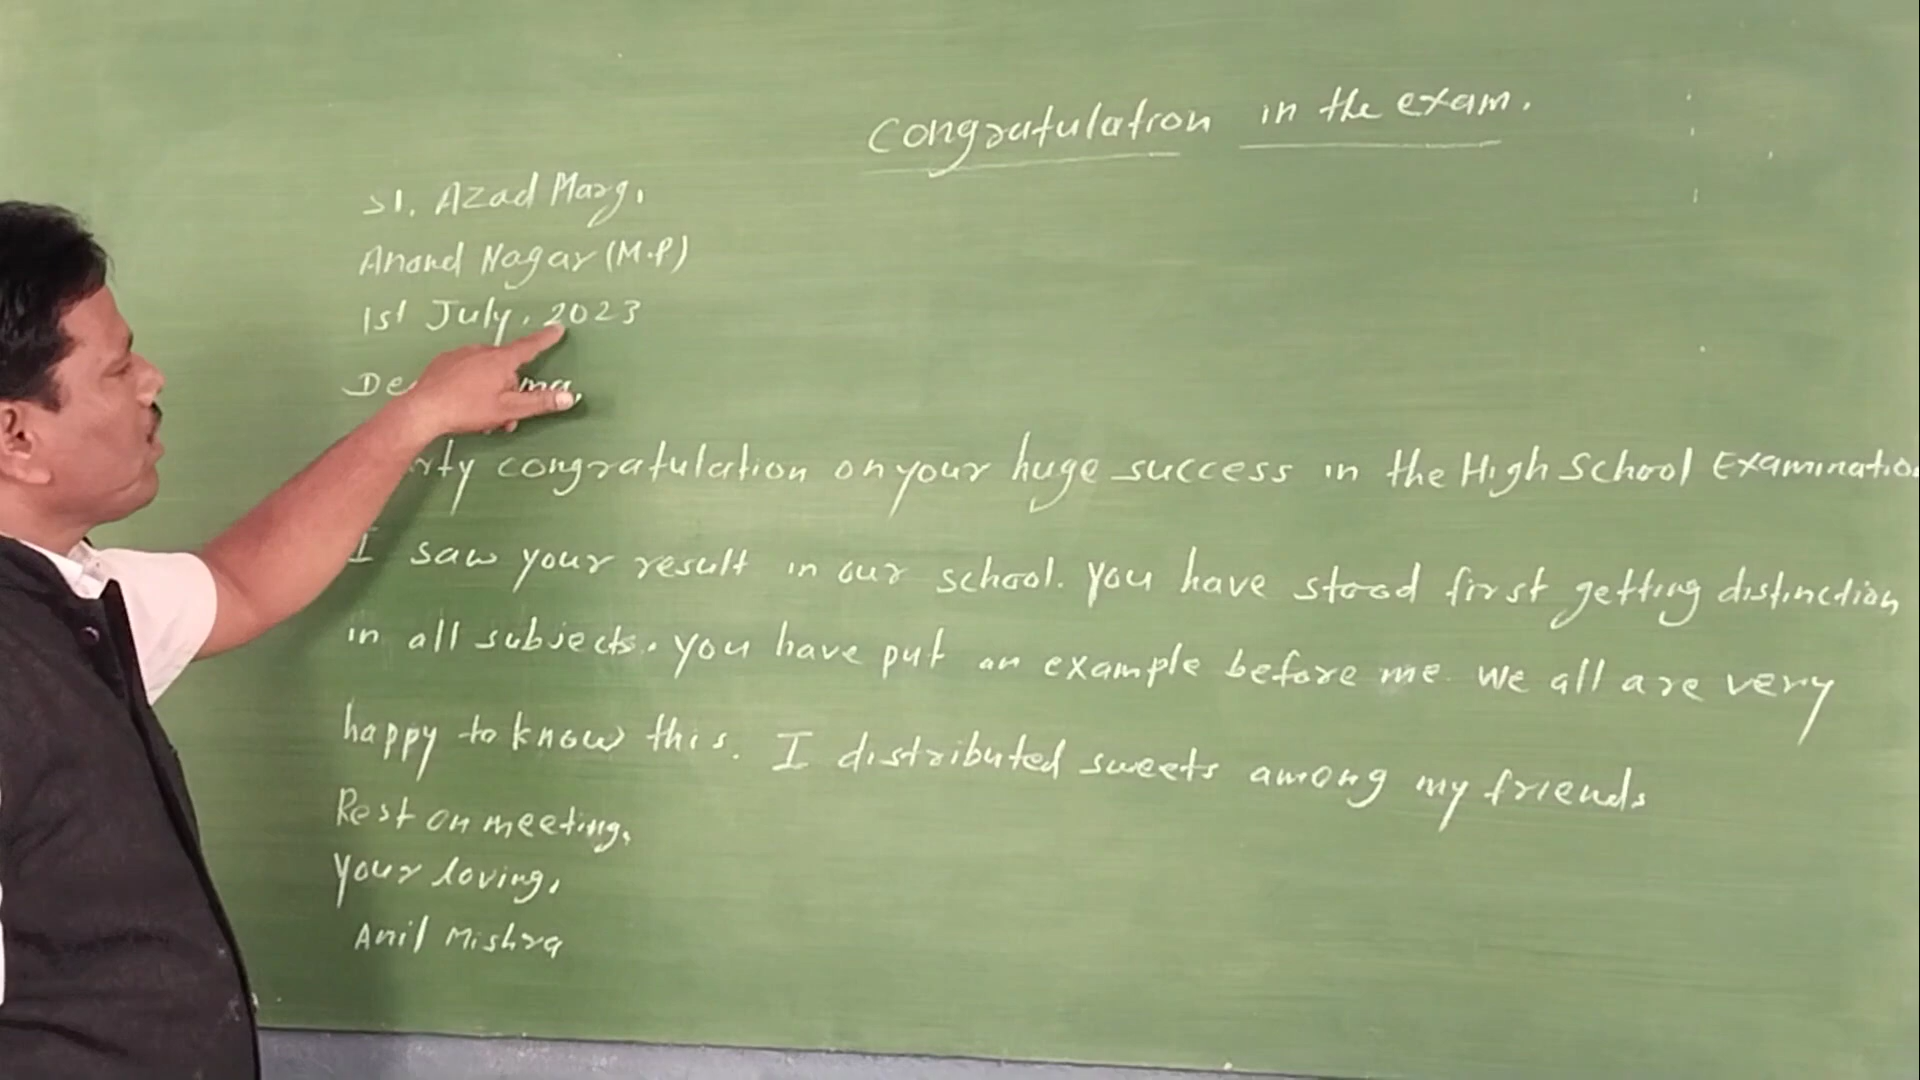 Congratulation in the exam.
51. Azad Marg,
Anand Nagar (M.P)
1st July, 2023
congratulation on your huge success in the High School Examination
I saw your result in our school. You have stood first getting distinction
in all subjects. You have put an example before me. We all are very
happy to know this. I distributed sweets among my friends
Rest on meeting,
Your loving,
Anil Mishra